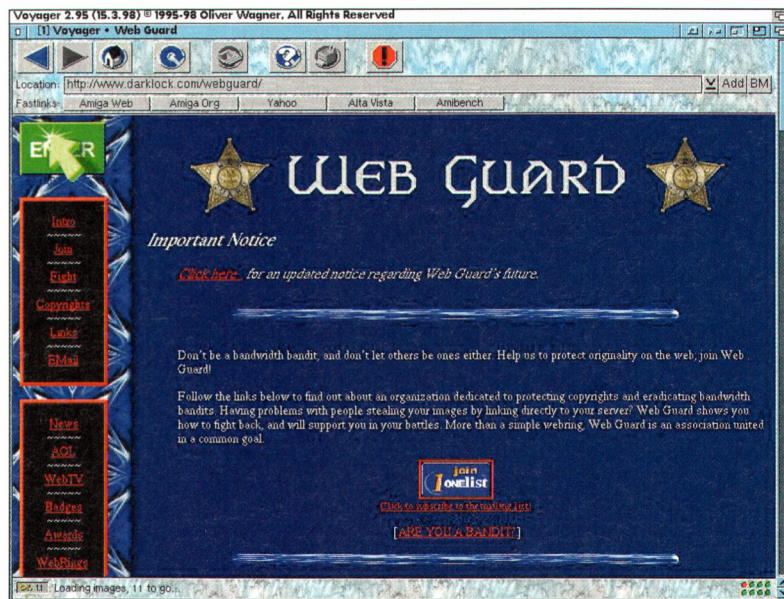 Voyager 2.95 (15.3.98) © 1995-98 Oliver Wagner, All Rights Reserved
[1] Voyager • Web Guard
Location: http://www.darklock.com/webguard/ Add BM
Fastlinks: Amiga Web Amiga Org Yahoo Alta Vista Amibench
ENTER
WEB GUARD
Intro
~~~~~
Join
~~~~~
Fight
~~~~~
Copyrights
~~~~~
Links
~~~~~
EMail
News
~~~~~
AOL
~~~~~
WebTV
~~~~~
Badges
~~~~~
Awards
~~~~~
WebRings
Important Notice
Click here for an updated notice regarding Web Guard's future.
Don't be a bandwidth bandit, and don't let others be ones either. Help us to protect originality on the web; join Web
Guard!
Follow the links below to find out about an organization dedicated to protecting copyrights and eradicating bandwidth
bandits. Having problems with people stealing your images by linking directly to your server? Web Guard shows you
how to fight back, and will support you in your battles. More than a simple webring, Web Guard is an association united
in a common goal.
join
1 ONElist
Click to subscribe to the mailing list!
[ARE YOU A BANDIT?]
Loading images, 11 to go...